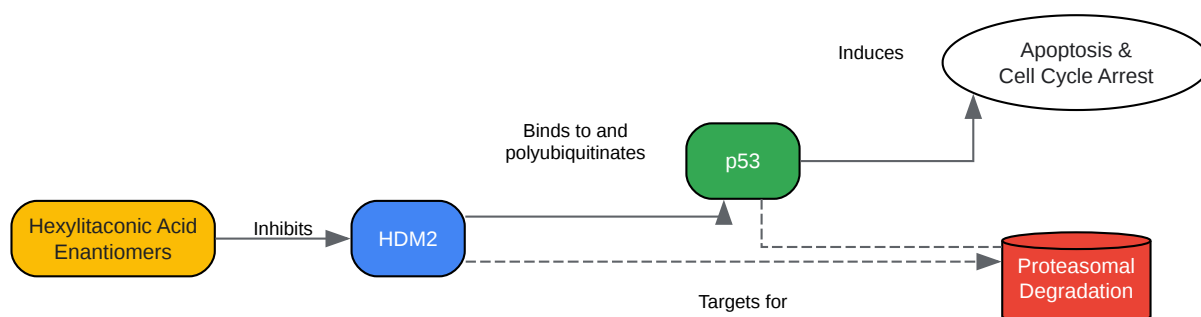 Hexylitaconic Acid
Enantiomers
Inhibits
HDM2
Binds to and
polyubiquitinates
p53
Induces
Apoptosis &
Cell Cycle Arrest
Targets for
Proteasomal
Degradation